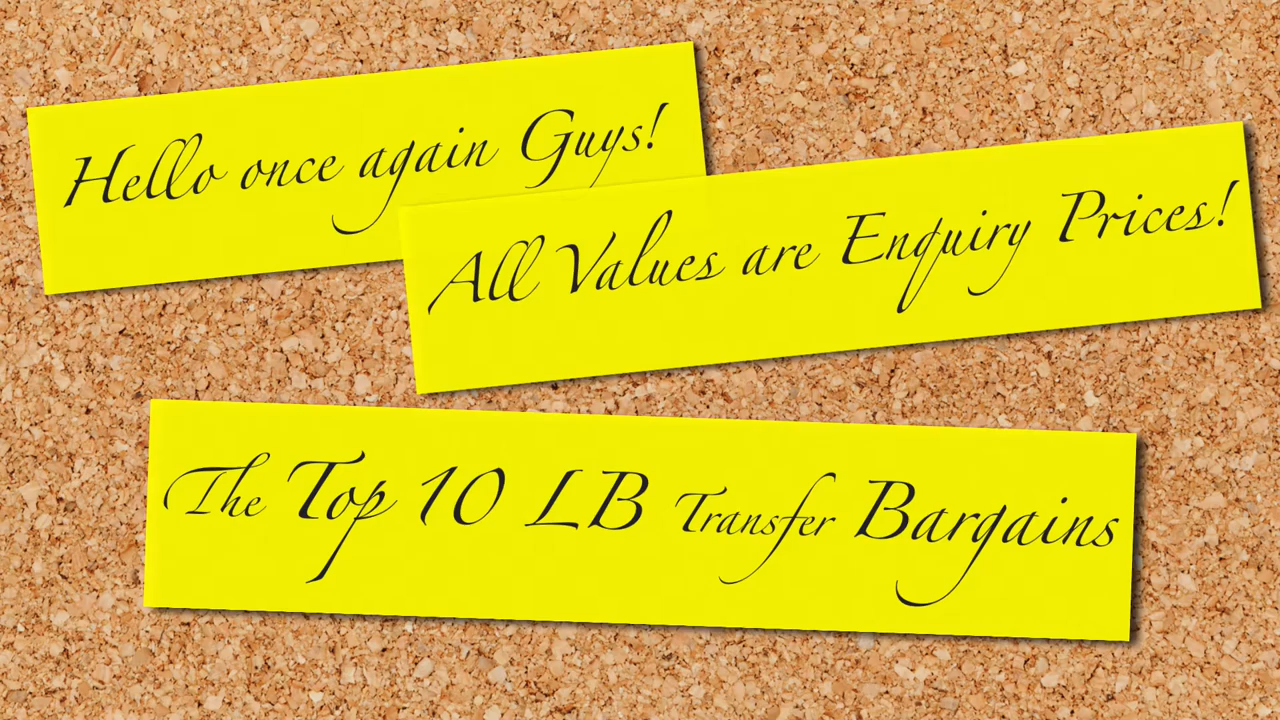 Hello once again Guys!
All Values are Enquiry Prices!
The Top 10 LB Transfer Bargains